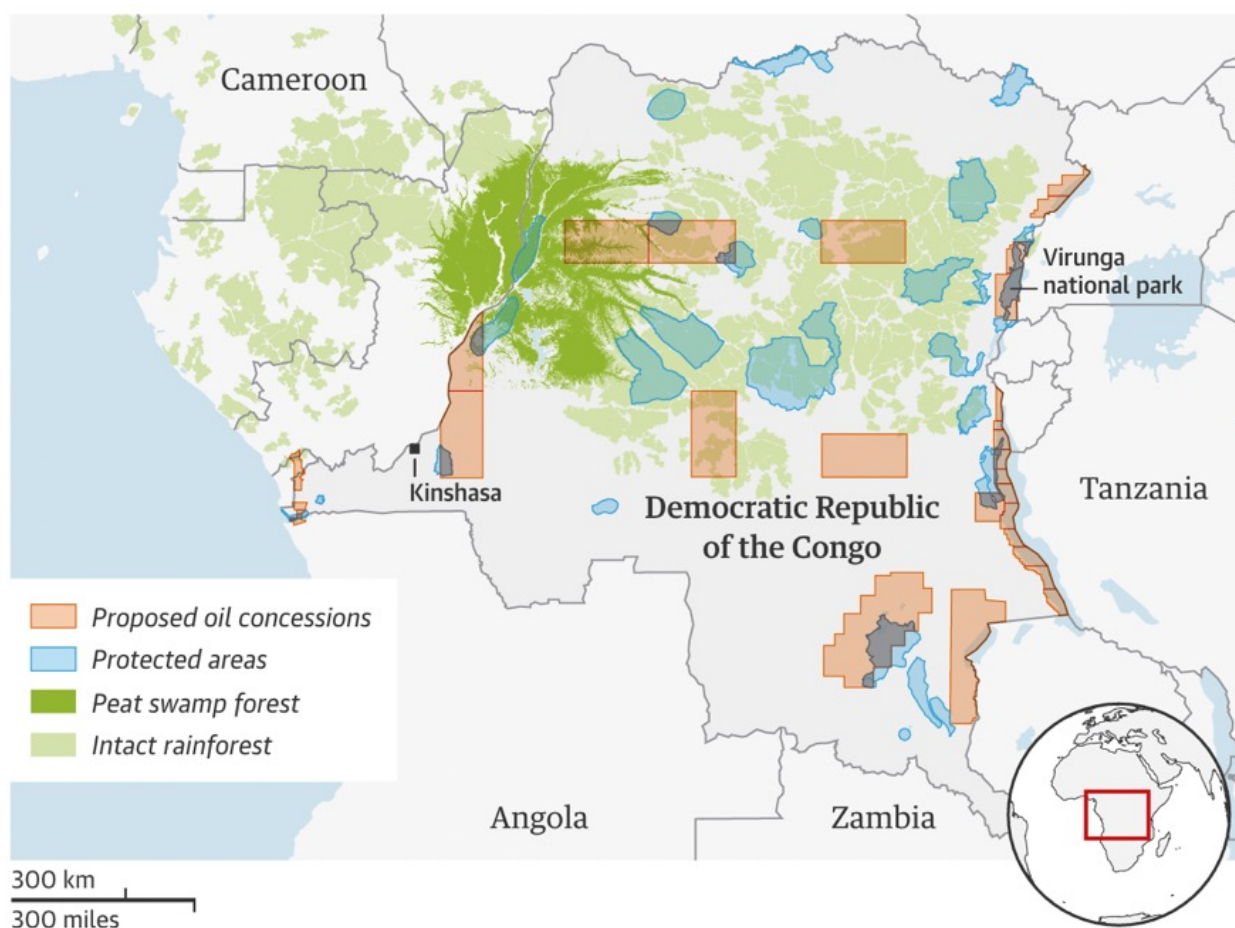 Cameroon
Virunga
national park
Kinshasa
Democratic Republic
of the Congo
Tanzania
Proposed oil concessions
Protected areas
Peat swamp forest
Intact rainforest
Angola
Zambia
300 km
300 miles